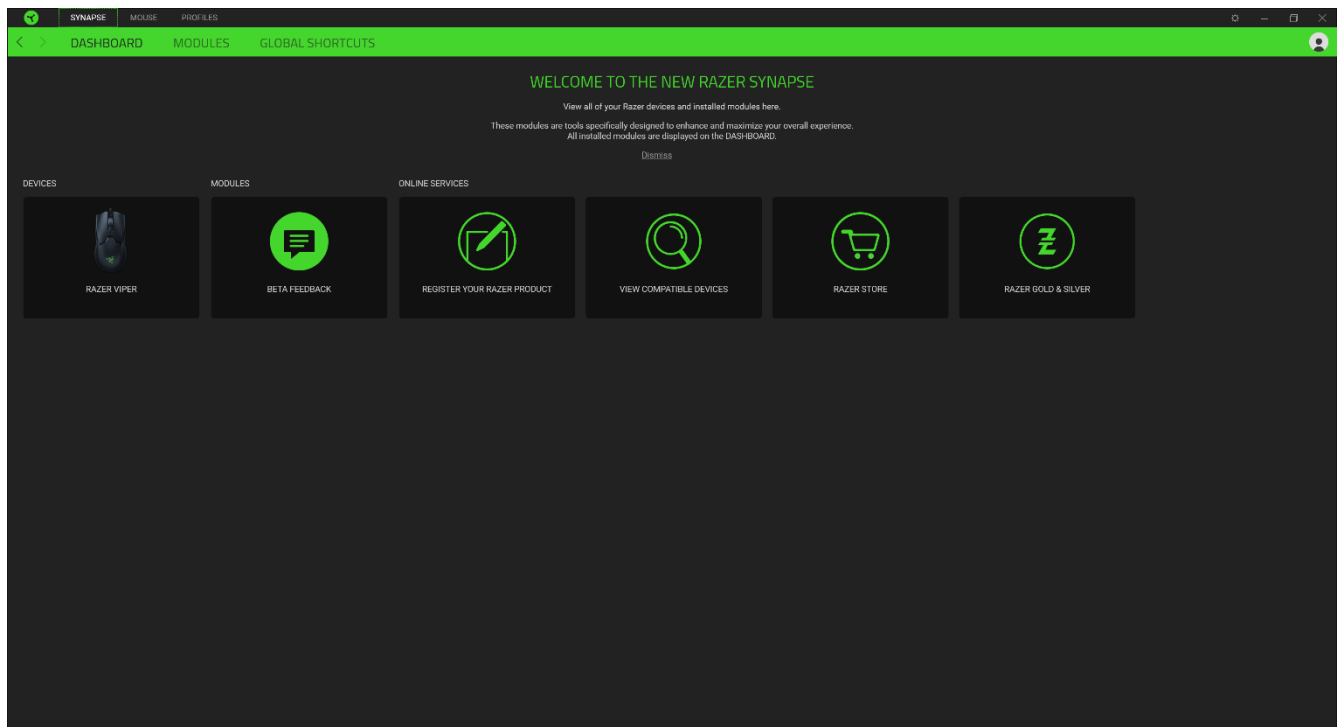 SYNAPSE MOUSE PROFILES
DASHBOARD MODULES GLOBAL SHORTCUTS
WELCOME TO THE NEW RAZER SYNAPSE
View all of your Razer devices and installed modules here.
These modules are tools specifically designed to enhance and maximize your overall experience.
All installed modules are displayed on the DASHBOARD.
Dismiss
DEVICES MODULES ONLINE SERVICES
RAZER VIPER BETA FEEDBACK REGISTER YOUR RAZER PRODUCT VIEW COMPATIBLE DEVICES RAZER STORE RAZER GOLD & SILVER